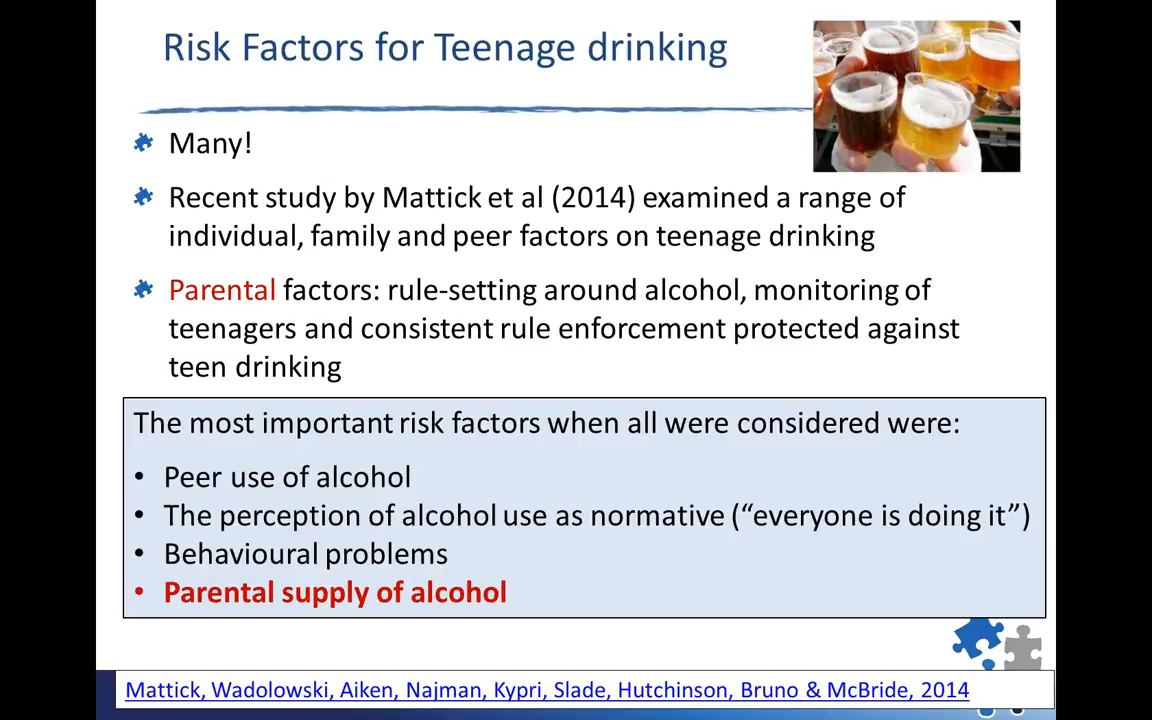 Risk Factors for Teenage drinking
Many!
Recent study by Mattick et al (2014) examined a range of
individual, family and peer factors on teenage drinking
Parental factors: rule-setting around alcohol, monitoring of
teenagers and consistent rule enforcement protected against
teen drinking
The most important risk factors when all were considered were:
• Peer use of alcohol
• The perception of alcohol use as normative (“everyone is doing it”)
• Behavioural problems
• Parental supply of alcohol
Mattick, Wadolowski, Aiken, Najman, Kypri, Slade, Hutchinson, Bruno & McBride, 2014